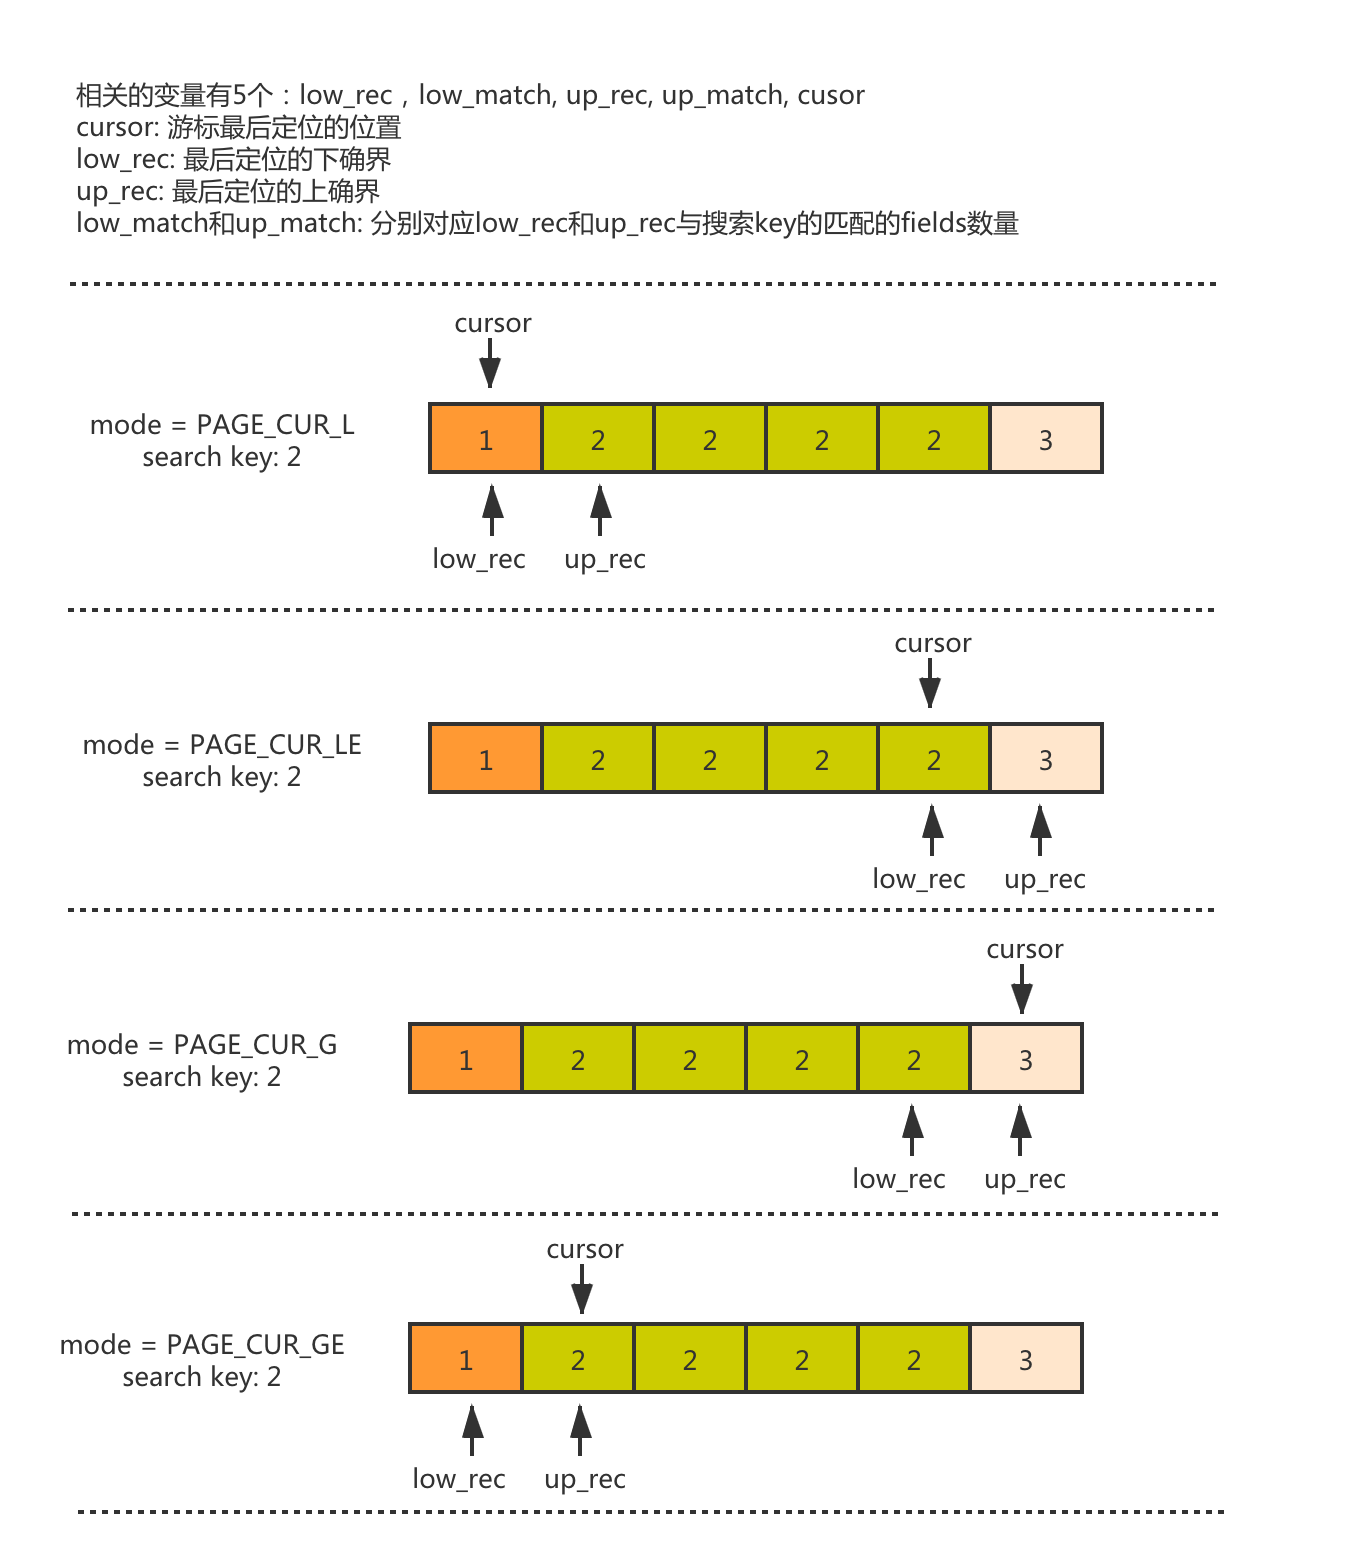 相关的变量有5个：low_rec，low_match, up_rec, up_match, cusor
cursor: 游标最后定位的位置
low_rec: 最后定位的下确界
up_rec: 最后定位的上确界
low_match和up_match: 分别对应low_rec和up_rec与搜索key的匹配的fields数量
cursor
mode = PAGE_CUR_L
search key: 2
1 2 2 2 2 3
low_rec up_rec
cursor
mode = PAGE_CUR_LE
search key: 2
1 2 2 2 2 3
low_rec up_rec
cursor
mode = PAGE_CUR_G
search key: 2
1 2 2 2 2 3
low_rec up_rec
cursor
mode = PAGE_CUR_GE
search key: 2
1 2 2 2 2 3
low_rec up_rec